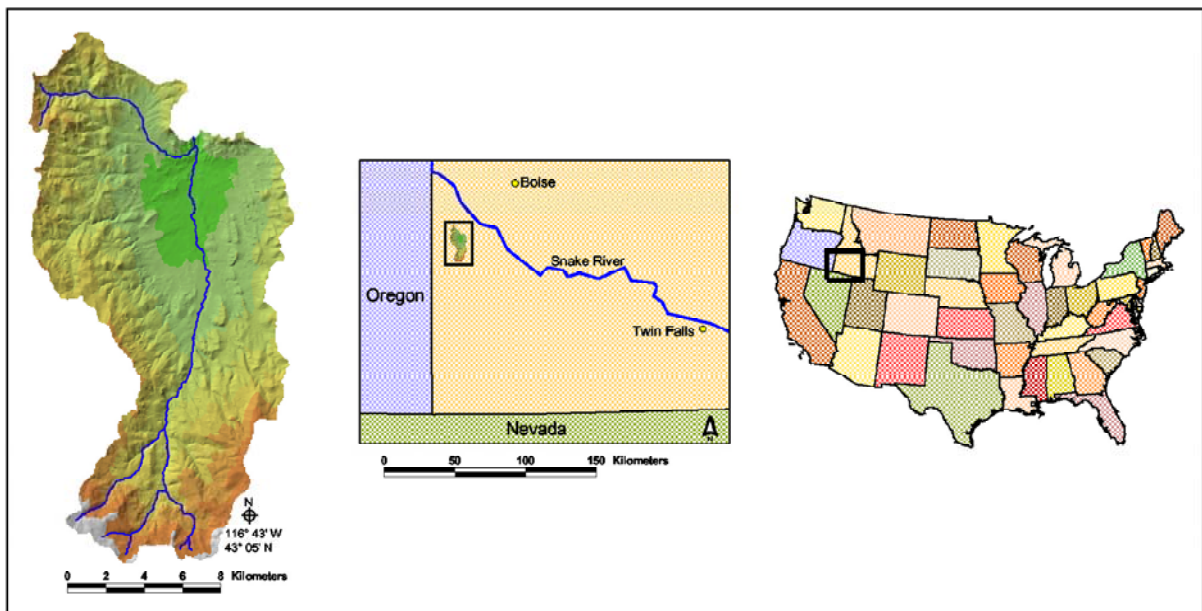 N
116° 43' W
43° 05' N
0 2 4 6 8 Kilometers
Boise
Snake River
Oregon
Twin Falls
Nevada
N
0 50 100 150 Kilometers